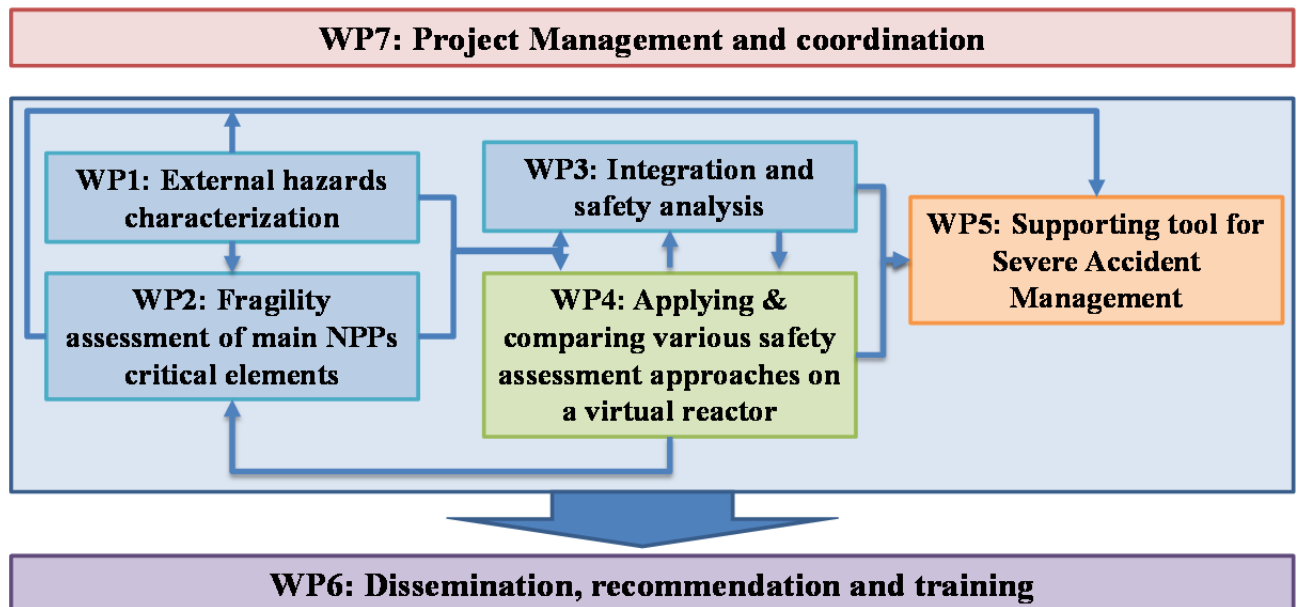 WP7: Project Management and coordination
WP1: External hazards
characterization
WP3: Integration and
safety analysis
WP5: Supporting tool for
Severe Accident
Management
WP2: Fragility
assessment of main NPPs
critical elements
WP4: Applying &
comparing various safety
assessment approaches on
a virtual reactor
WP6: Dissemination, recommendation and training